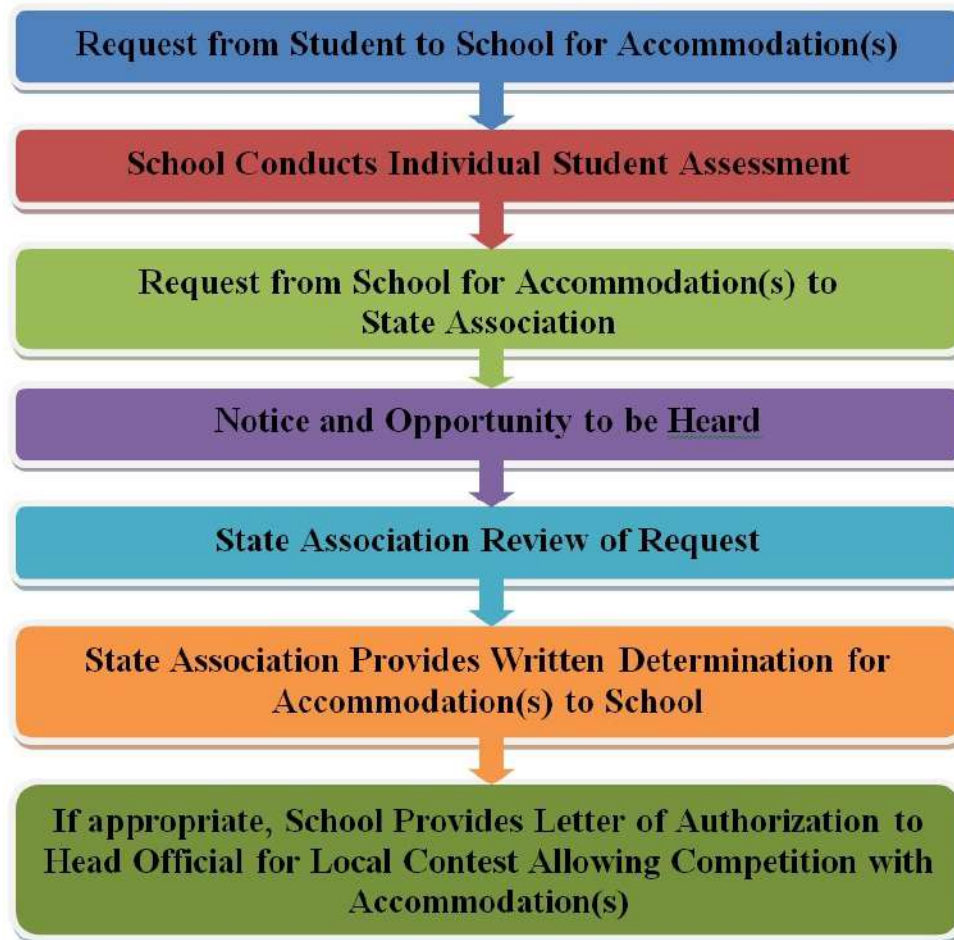 Request from Student to School for Accommodation(s)
School Conducts Individual Student Assessment
Request from School for Accommodation(s) to
State Association
Notice and Opportunity to be Heard
State Association Review of Request
State Association Provides Written Determination for
Accommodation(s) to School
If appropriate, School Provides Letter of Authorization to
Head Official for Local Contest Allowing Competition with
Accommodation(s)